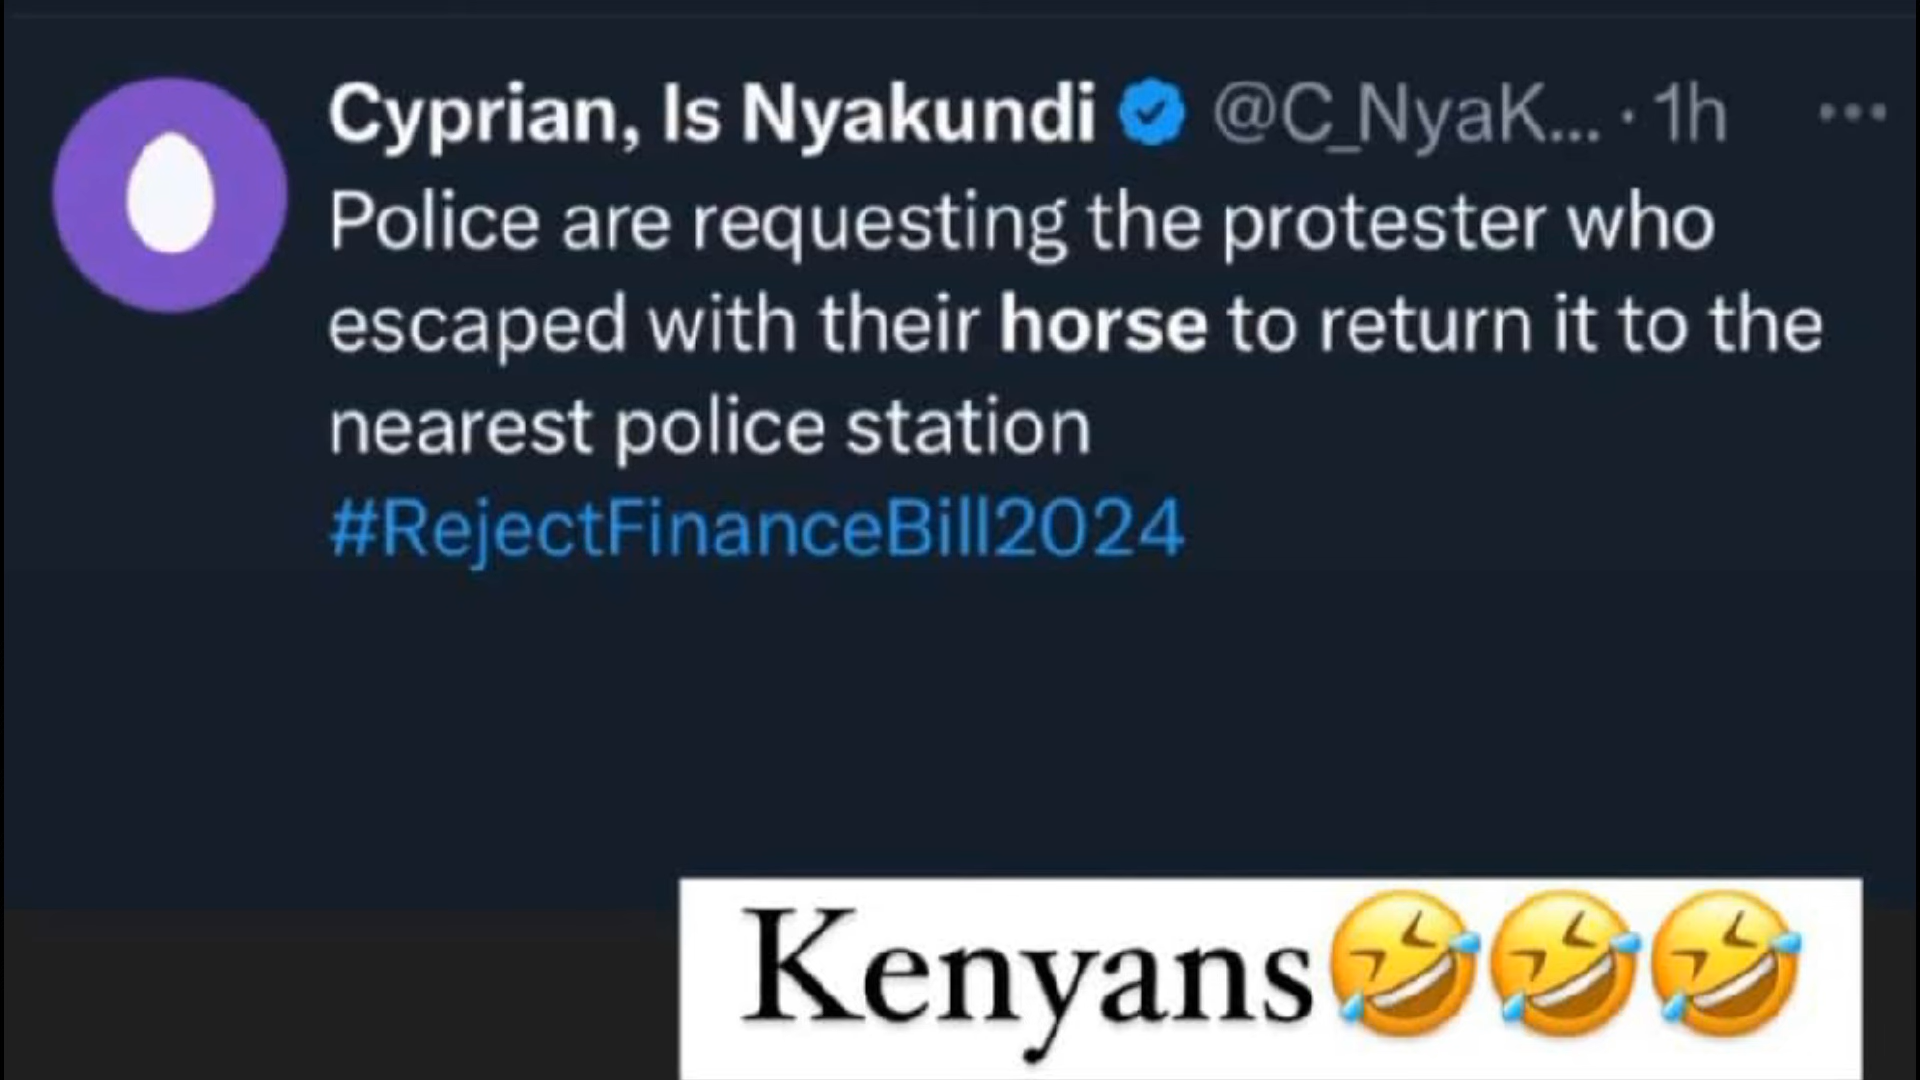 Cyprian, Is Nyakundi @C_NyaK... · 1h
Police are requesting the protester who
escaped with their horse to return it to the
nearest police station
#RejectFinanceBill2024
Kenyans🤣🤣🤣